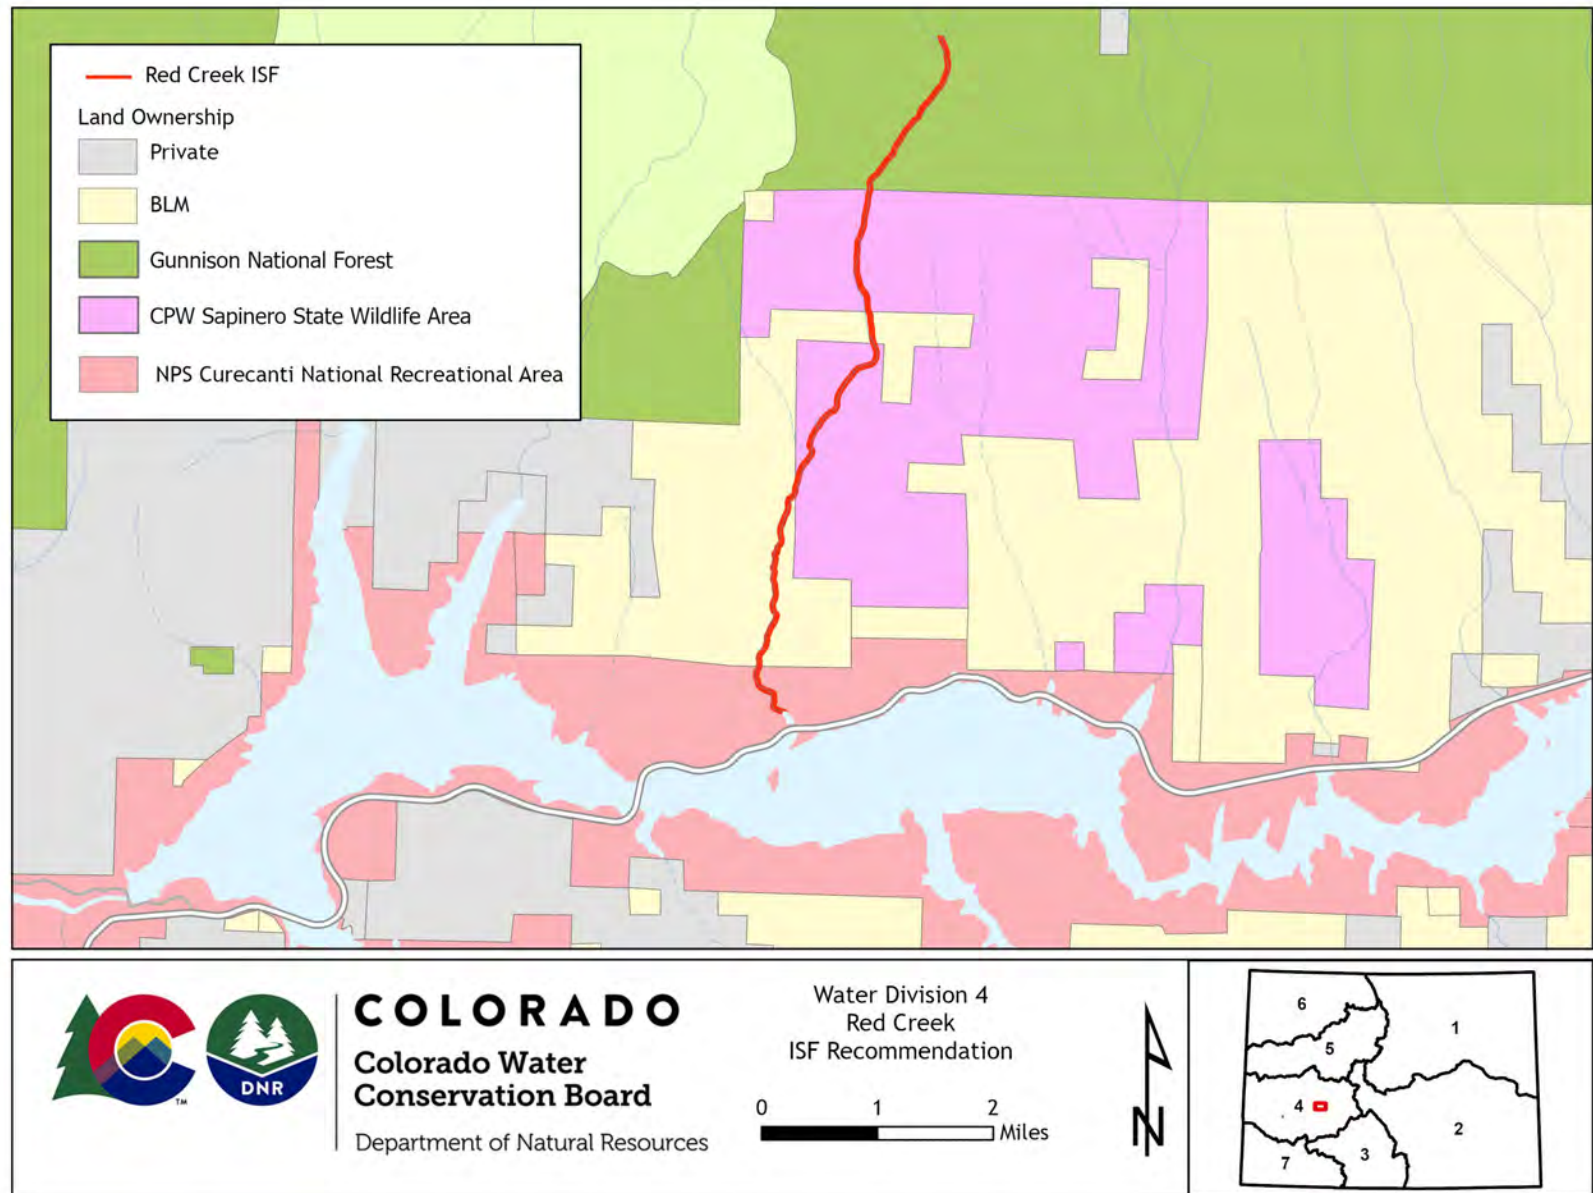 Red Creek ISF
Land Ownership
Private
BLM
Gunnison National Forest
CPW Sapinero State Wildlife Area
NPS Curecanti National Recreational Area
DNR
TM
COLORADO
Colorado Water
Conservation Board
Department of Natural Resources
Water Division 4
Red Creek
ISF Recommendation
0 1 2
Miles
N
6
1
5
4
2
3
7